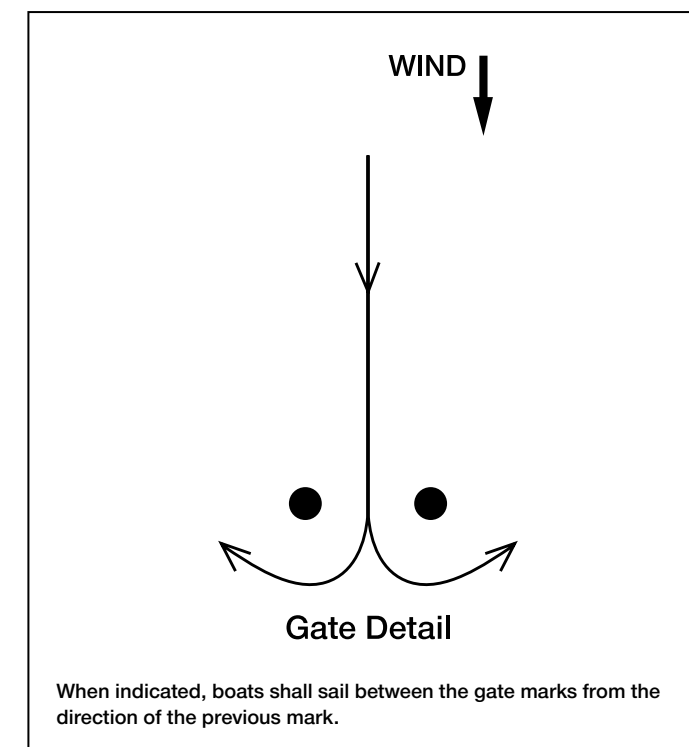 WIND
Gate Detail
When indicated, boats shall sail between the gate marks from the
direction of the previous mark.